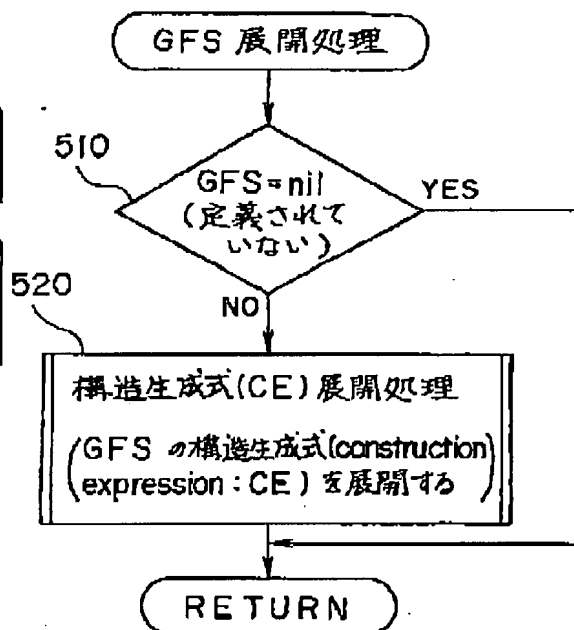 GFS 展開処理
510
GFS=nil
YES
(定義されて
いない)
NO
520
構造生成式(CE)展開処理
(GFS の構造生成式(construction)
expression:CE)を展開する)
RETURN